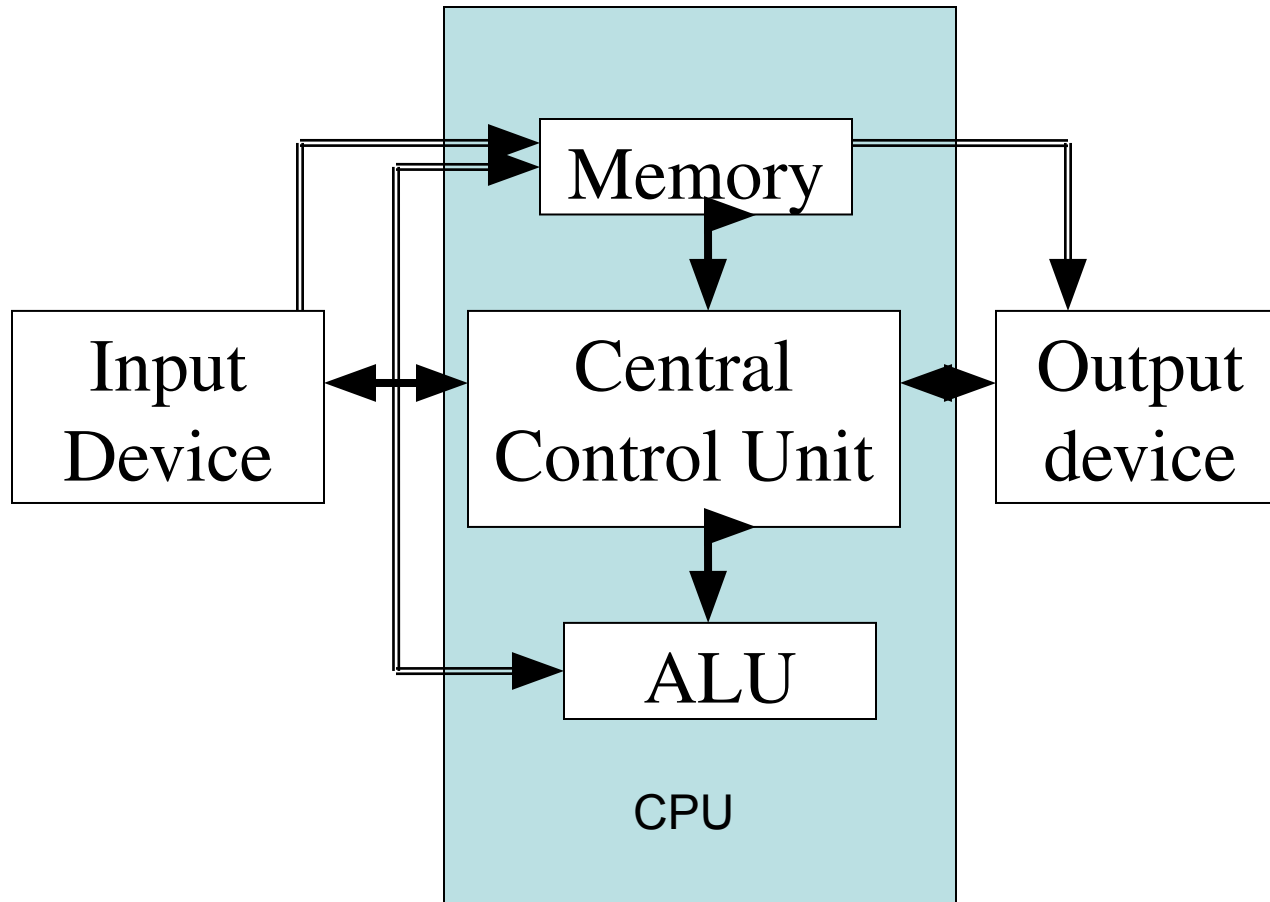 Memory
Input
Device
Central
Control Unit
Output
device
ALU
CPU